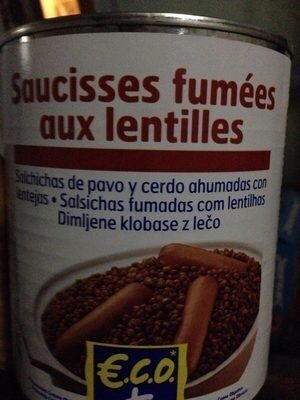 Saucisses fumées
aux lentilles
Salchichas de pavo y cerdo ahumadas con
lentejas • Salsichas fumadas com lentilhas
Dimljene klobase z lečo
€.C.O.*
+